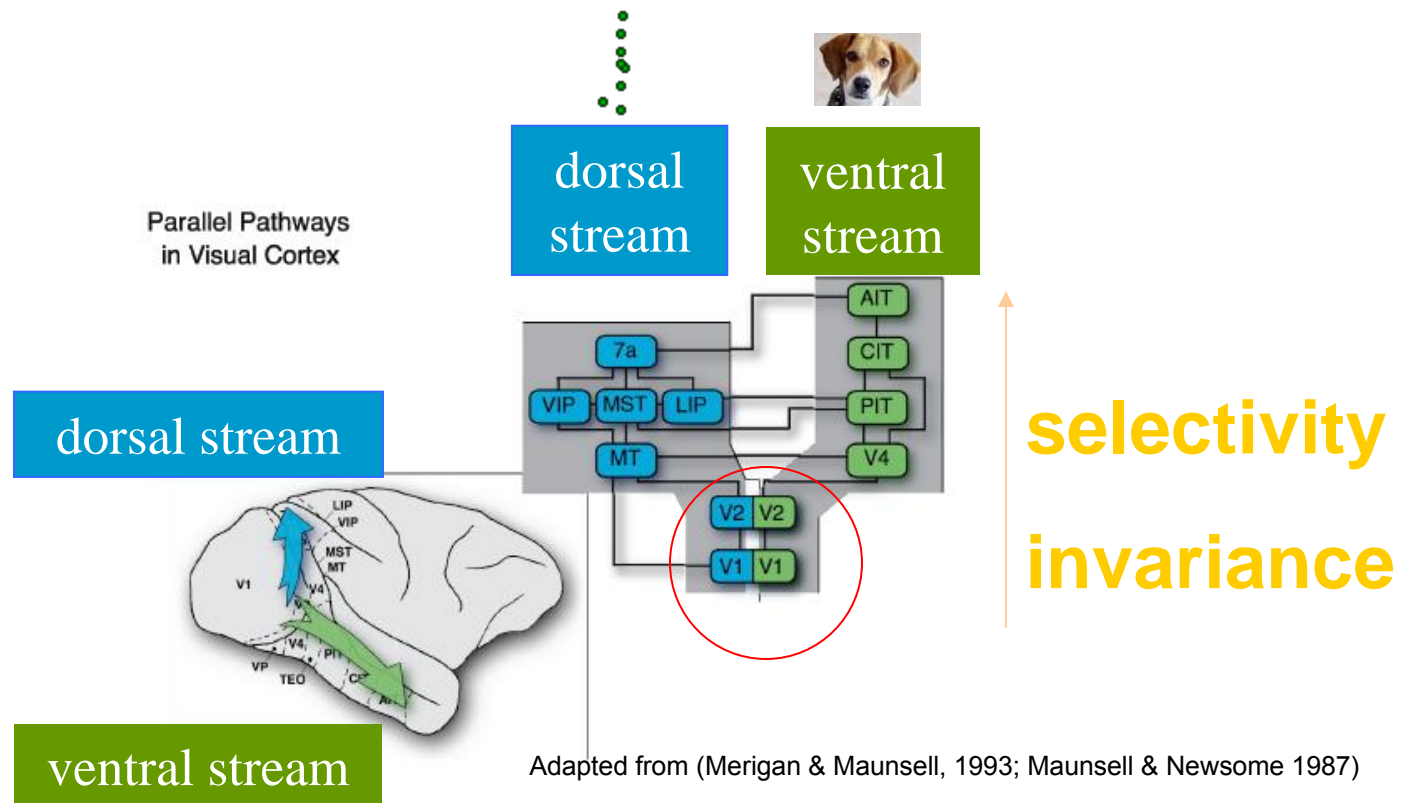 dorsal
stream
ventral
stream
Parallel Pathways
in Visual Cortex
AIT
7a
CIT
VIP
MST
LIP
PIT
MT
V4
V2
V2
V1
V1
selectivity
invariance
dorsal stream
LIP
VIP
MST
MT
V1
V4
V4
PIT
VP
TEO
ventral stream
Adapted from (Merigan & Maunsell, 1993; Maunsell & Newsome 1987)